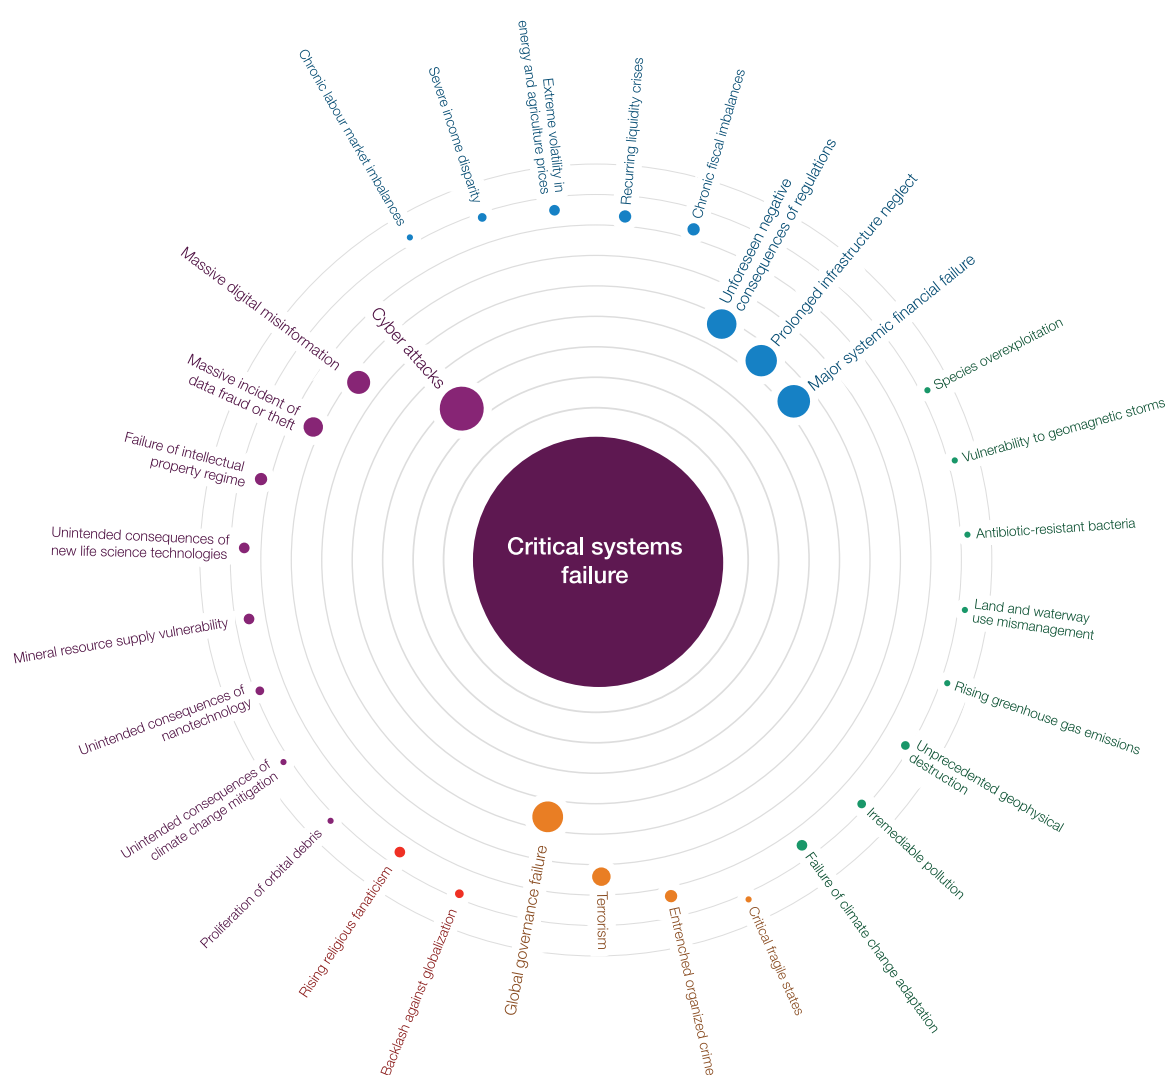 Critical systems
failure
Chronic labour market imbalances
Severe income disparity
Extreme volatility in
energy and agriculture prices
Recurring liquidity crises
Chronic fiscal imbalances
Unforeseen negative
consequences of regulations
Prolonged infrastructure neglect
Major systemic financial failure
Species overexploitation
Vulnerability to geomagnetic storms
Antibiotic-resistant bacteria
Land and waterway
use mismanagement
Rising greenhouse gas emissions
Unprecedented geophysical
destruction
Irremediable pollution
Failure of climate change adaptation
Critical fragile states
Entrenched organized crime
Terrorism
Global governance failure
Backlash against globalization
Rising religious fanaticism
Proliferation of orbital debris
Unintended consequences of
climate change mitigation
Unintended consequences of
nanotechnology
Mineral resource supply vulnerability
Unintended consequences of
new life science technologies
Failure of intellectual
property regime
Massive incident of
data fraud or theft
Massive digital misinformation
Cyber attacks